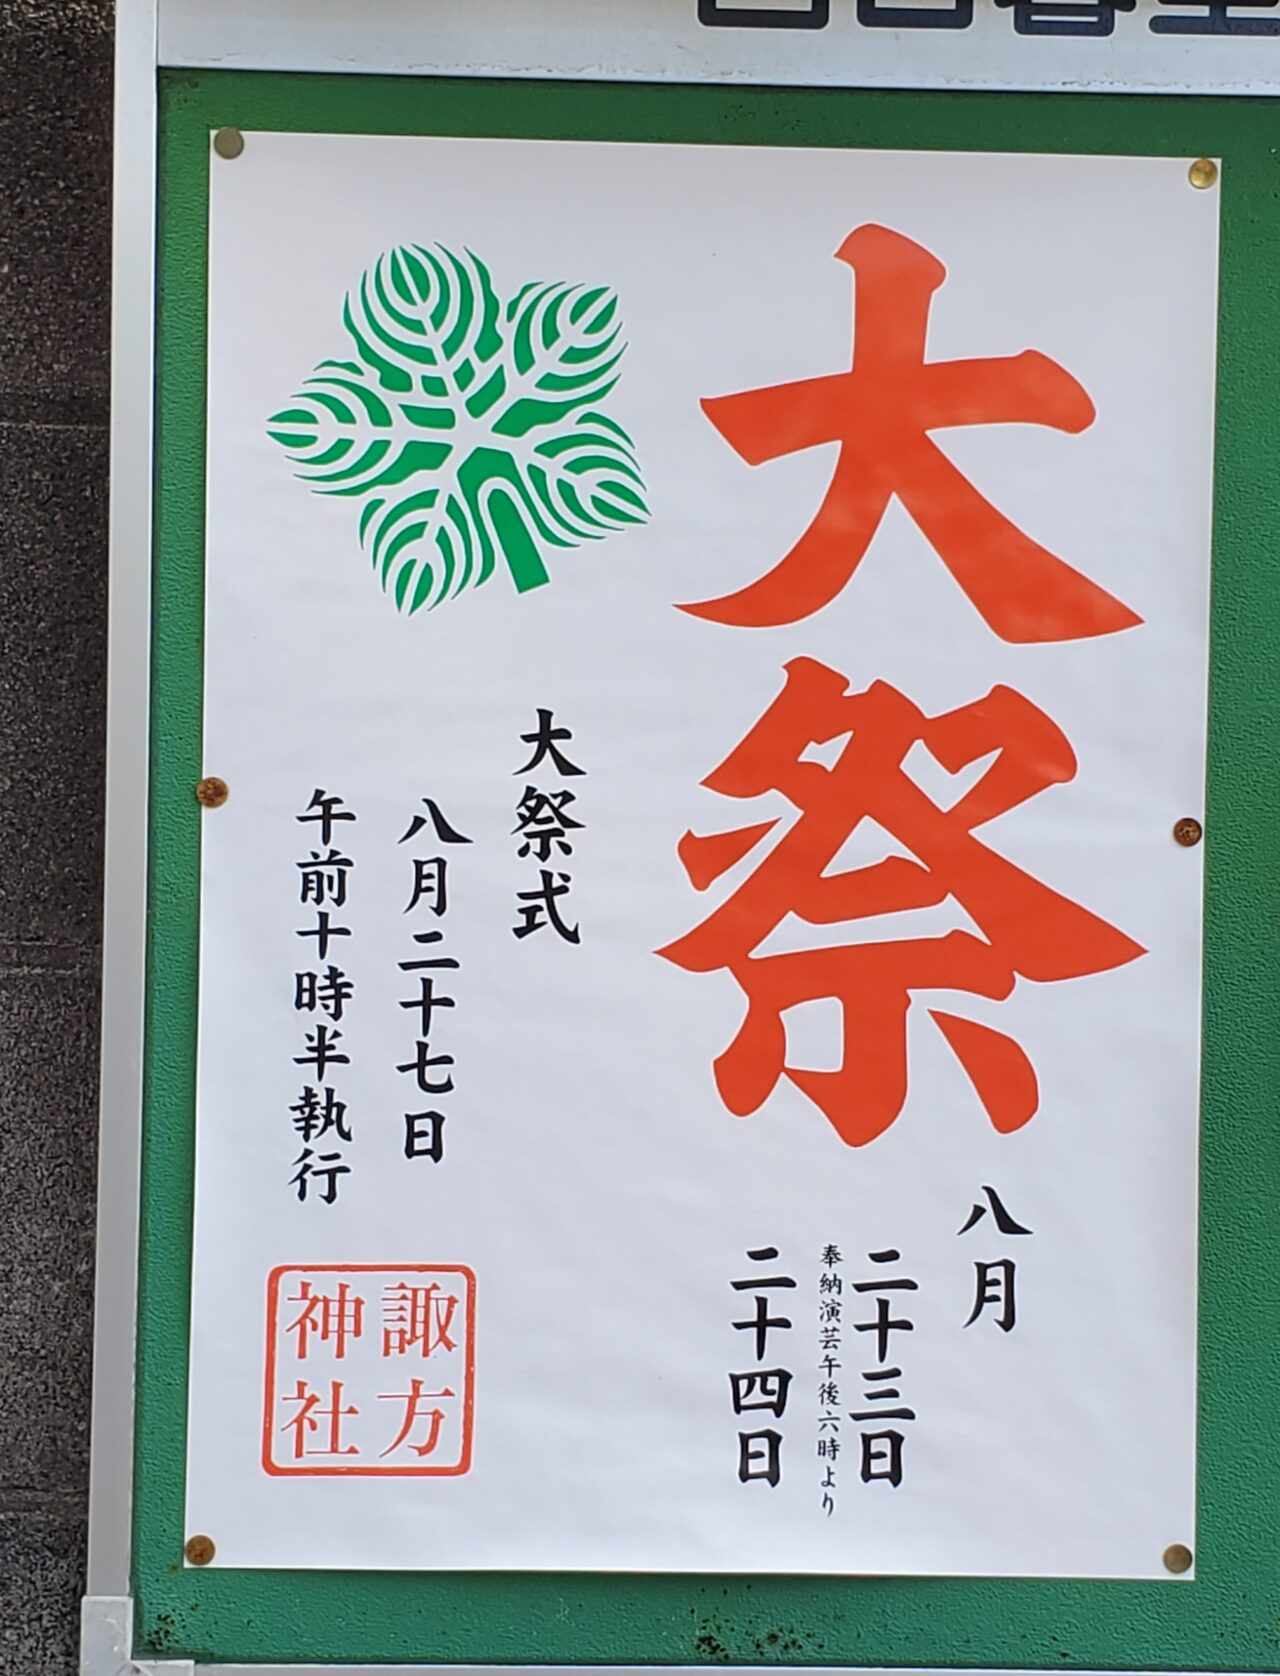 大祭
八月
二十三日
奉納演芸午後六時より
二十四日
大祭式
八月二十七日
午前十時半執行
諏方
神社